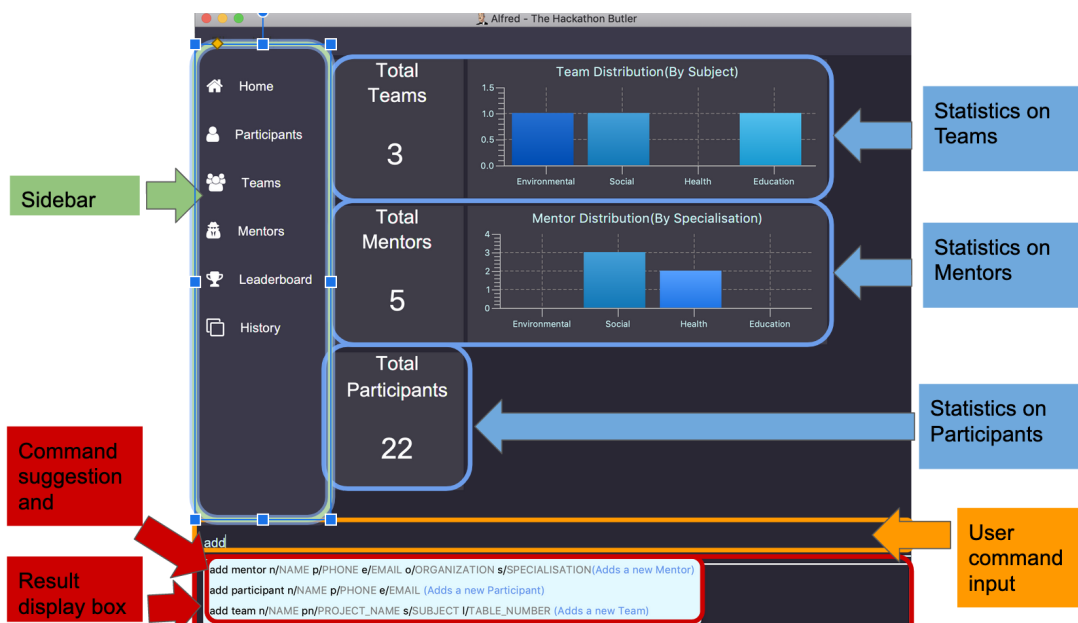 Alfred - The Hackathon Butler
Home
Participants
Teams
Mentors
Leaderboard
History
Sidebar
Total
Teams
3
Team Distribution(By Subject)
1.5
1.0
0.5
0.0
Environmental
Social
Health
Education
Statistics on
Teams
Total
Mentors
5
Mentor Distribution(By Specialisation)
4
3
2
1
0
Environmental
Social
Health
Education
Statistics on
Mentors
Total
Participants
22
Statistics on
Participants
Command
suggestion
and
Result
display box
User
command
input
add
add mentor n/NAME p/PHONE e/EMAIL o/ORGANIZATION s/SPECIALISATION(Adds a new Mentor)
add participant n/NAME p/PHONE e/EMAIL (Adds a new Participant)
add team n/NAME pn/PROJECT_NAME s/SUBJECT l/TABLE_NUMBER (Adds a new Team)